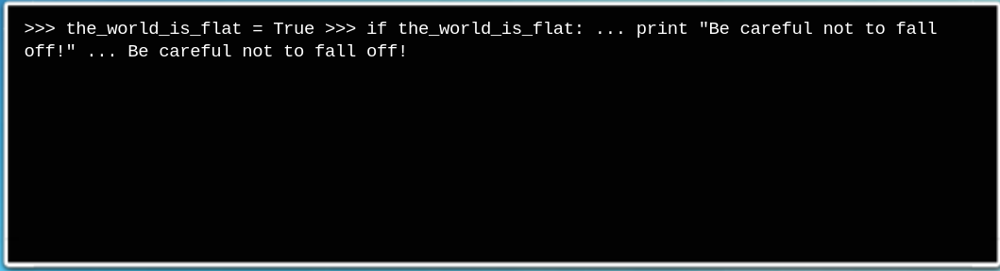 >>> the_world_is_flat = True >>> if the_world_is_flat: ... print "Be careful not to fall
off!" ... Be careful not to fall off!